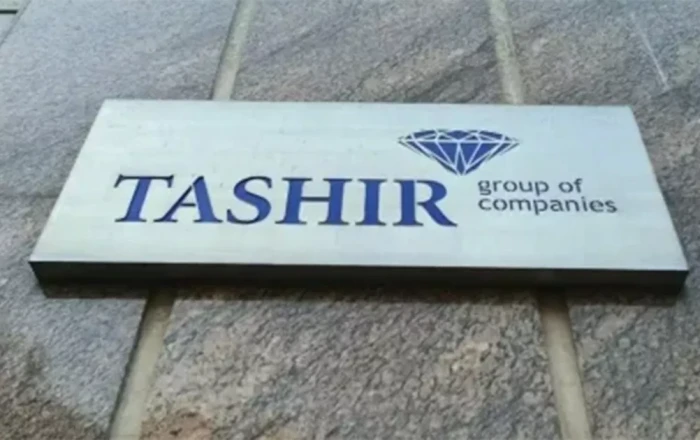 TASHIR
group of
companies